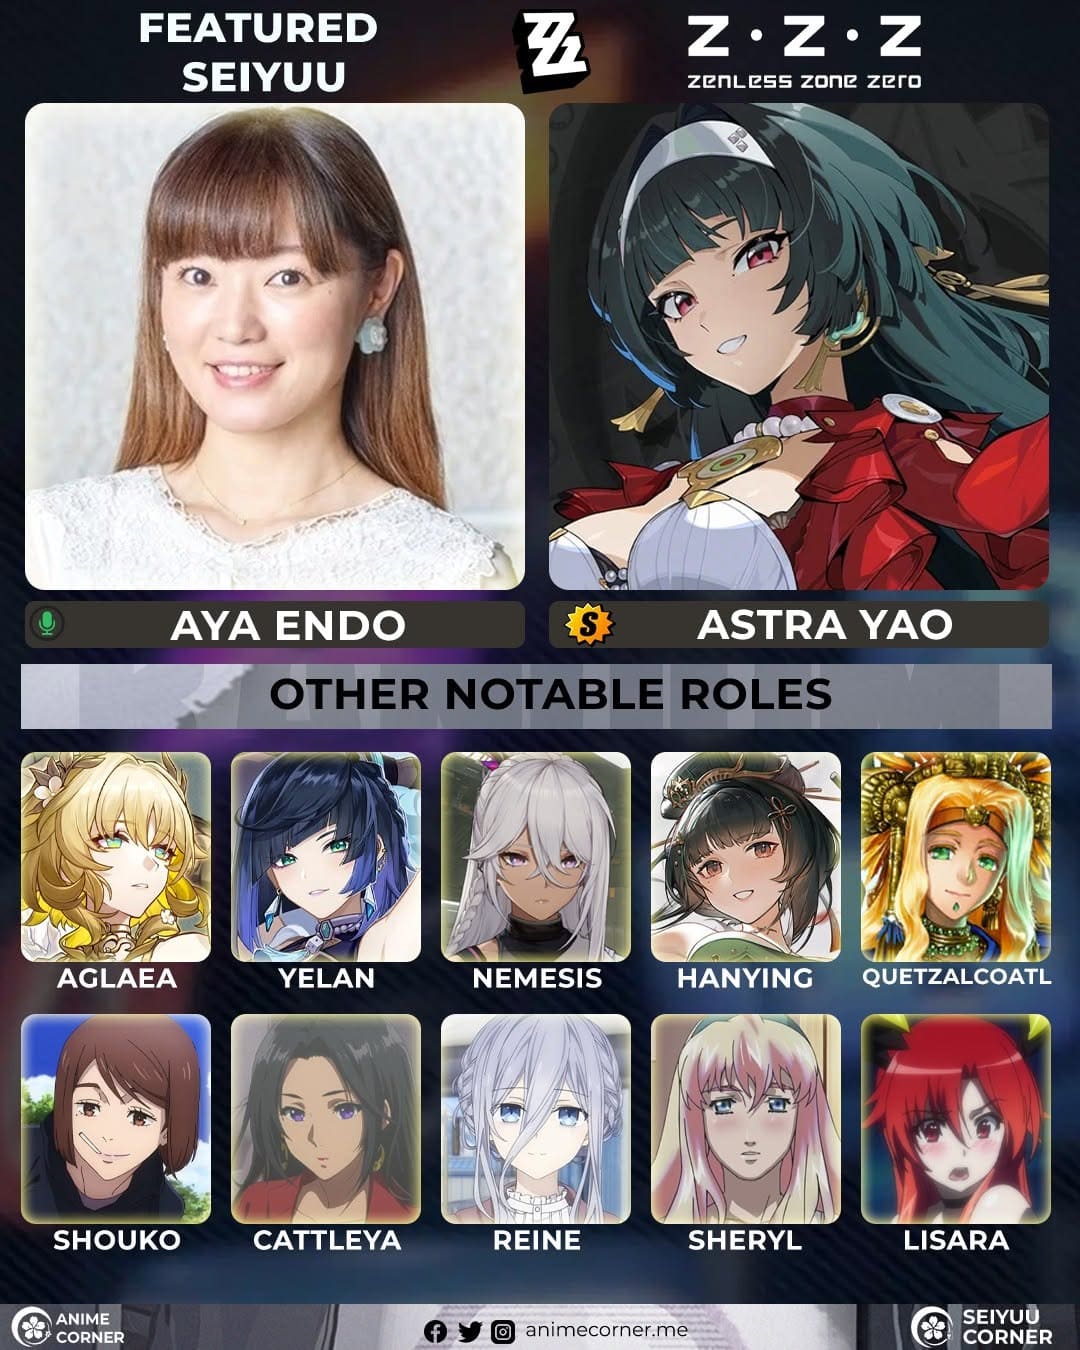 FEATURED
SEIYUU
Z·Z·Z
ZENLESS ZONE ZERO
AYA ENDO
S
ASTRA YAO
OTHER NOTABLE ROLES
AGLAEA
YELAN
NEMESIS
HANYING
QUETZALCOATL
SHOUKO
CATTLEYA
REINE
SHERYL
LISARA
ANIME
CORNER
animecorner.me
SEIYUU
CORNER